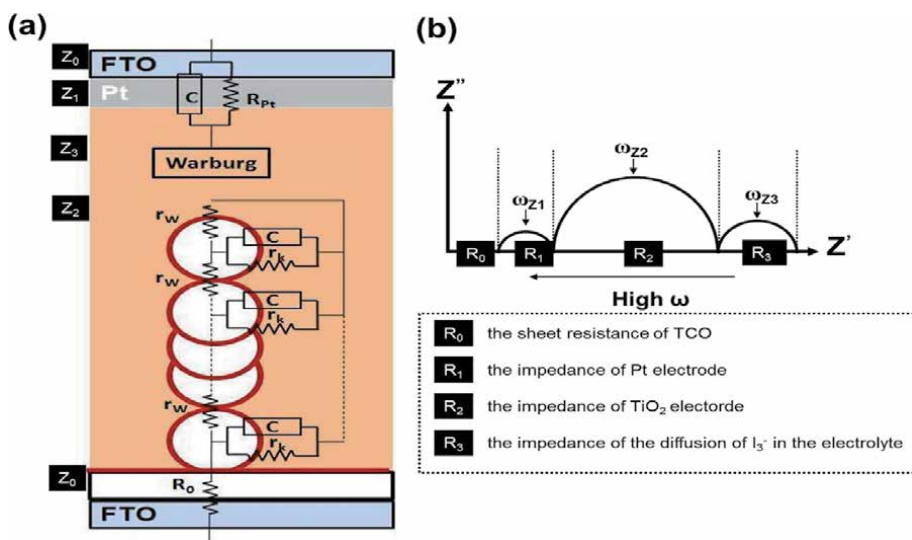 (a)
Z0
FTO
Z1
Pt
C
RPt
Z3
Warburg
Z2
rW
C
rk
rW
C
rk
rW
C
rk
Z0
R0
FTO
(b)
Z''
ωZ2
ωZ1
ωZ3
R0
R1
R2
R3
Z'
High ω
R0 the sheet resistance of TCO
R1 the impedance of Pt electrode
R2 the impedance of TiO2 electorde
R3 the impedance of the diffusion of I3- in the electrolyte